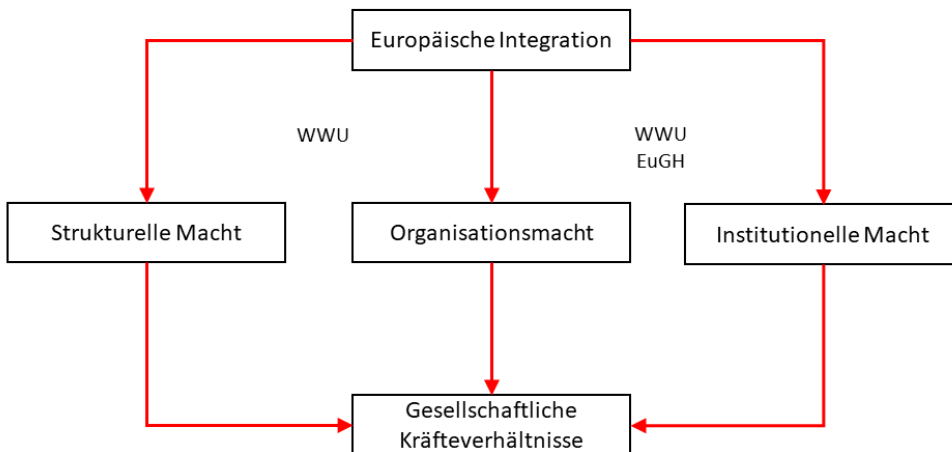 Europäische Integration
WWU
WWU
EuGH
Strukturelle Macht
Organisationsmacht
Institutionelle Macht
Gesellschaftliche
Kräfteverhältnisse